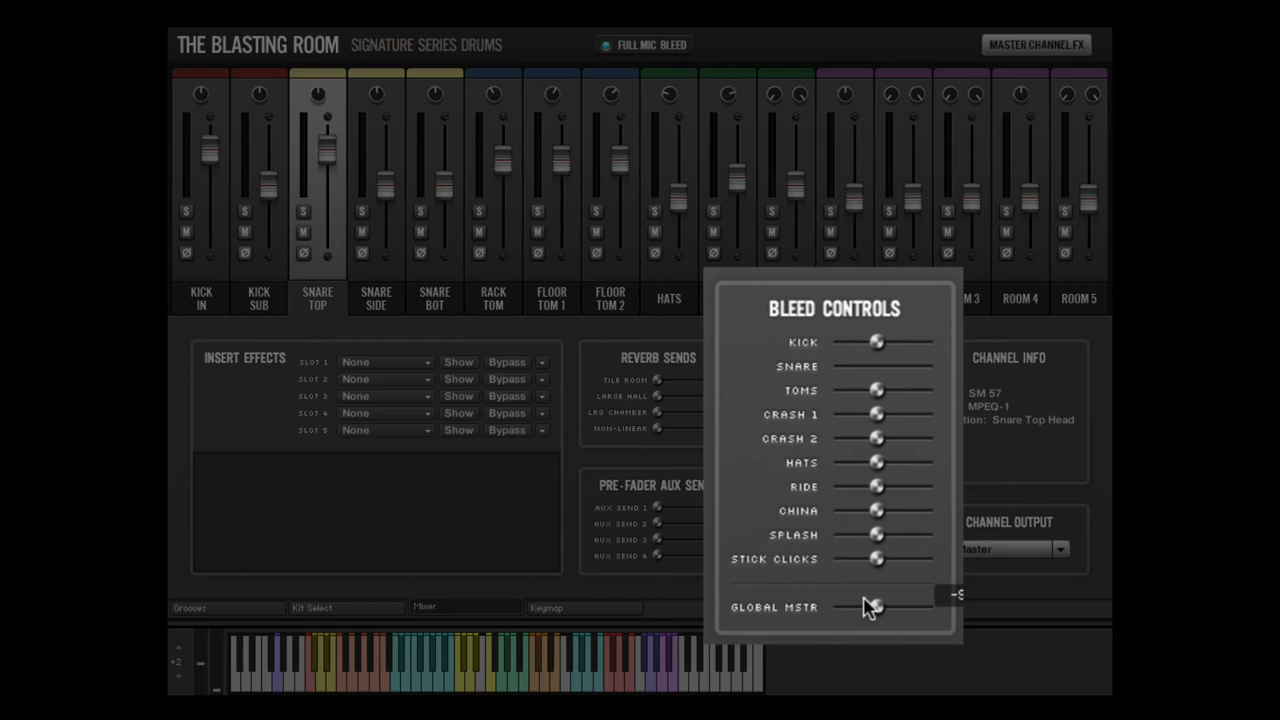 THE BLASTING ROOM SIGNATURE SERIES DRUMS FULL MIC BLEED MASTER CHANNEL FX
S S S S S S S S S S S S S S S S
M M M M M M M M M M M M M M M M
Ø Ø Ø Ø Ø Ø Ø Ø Ø
KICK IN
KICK SUB
SNARE TOP
SNARE SIDE
SNARE BOT
RACK TOM
FLOOR TOM 1
FLOOR TOM 2
HATS
M 3
ROOM 4
ROOM 5
INSERT EFFECTS
SLOT 1 None Show Bypass
SLOT 2 None Show Bypass
SLOT 3 None Show Bypass
SLOT 4 None Show Bypass
SLOT 5 None Show Bypass
REVERB SENDS
TILE ROOM
LARGE HALL
LRG CHAMBER
NON-LINEAR
PRE-FADER AUX SEN
AUX SEND 1
AUX SEND 2
AUX SEND 3
AUX SEND 4
BLEED CONTROLS
KICK
SNARE
TOMS
CRASH 1
CRASH 2
HATS
RIDE
CHINA
SPLASH
STICK CLICKS
GLOBAL MSTR
CHANNEL INFO
SM 57
MPEQ-1
tion: Snare Top Head
CHANNEL OUTPUT
aster
Grooves Kit Select Mixer Keymap
+2